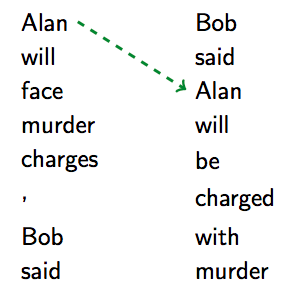 Alan
will
face
murder
charges
,
Bob
said
Bob
said
Alan
will
be
charged
with
murder